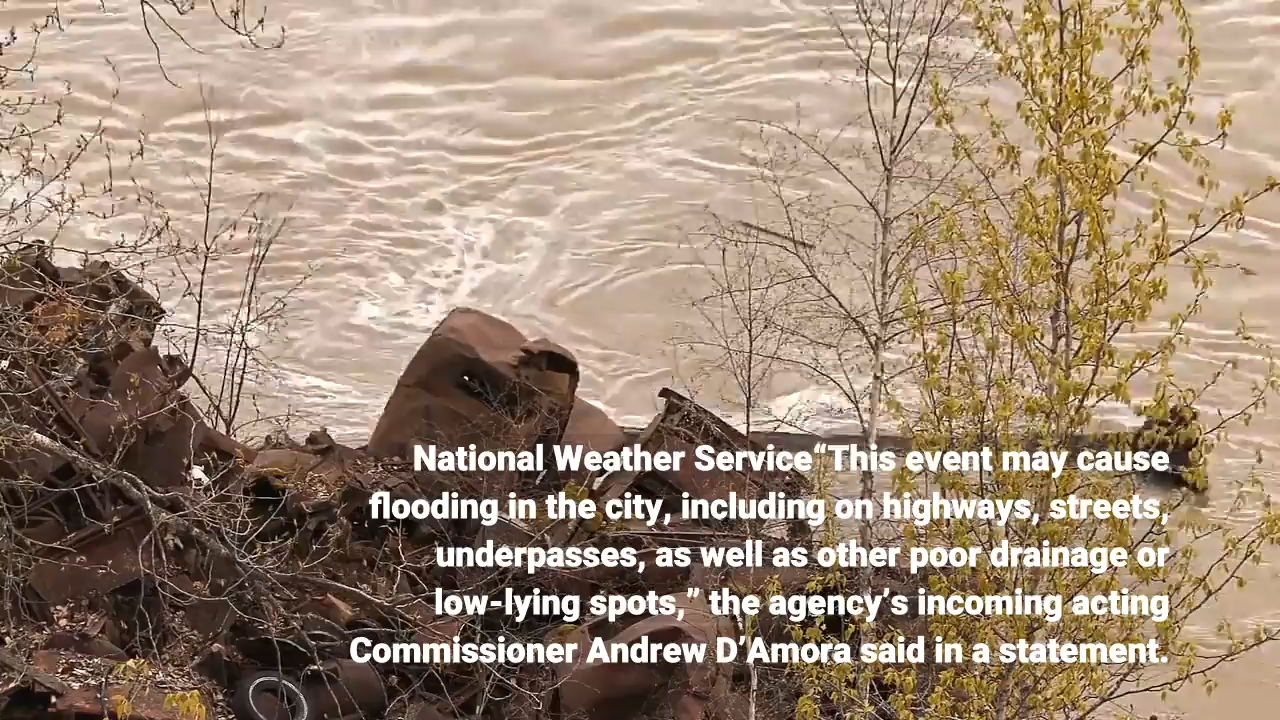 National Weather Service“This event may cause
flooding in the city, including on highways, streets,
underpasses, as well as other poor drainage or
low-lying spots,” the agency’s incoming acting
Commissioner Andrew D’Amora said in a statement.